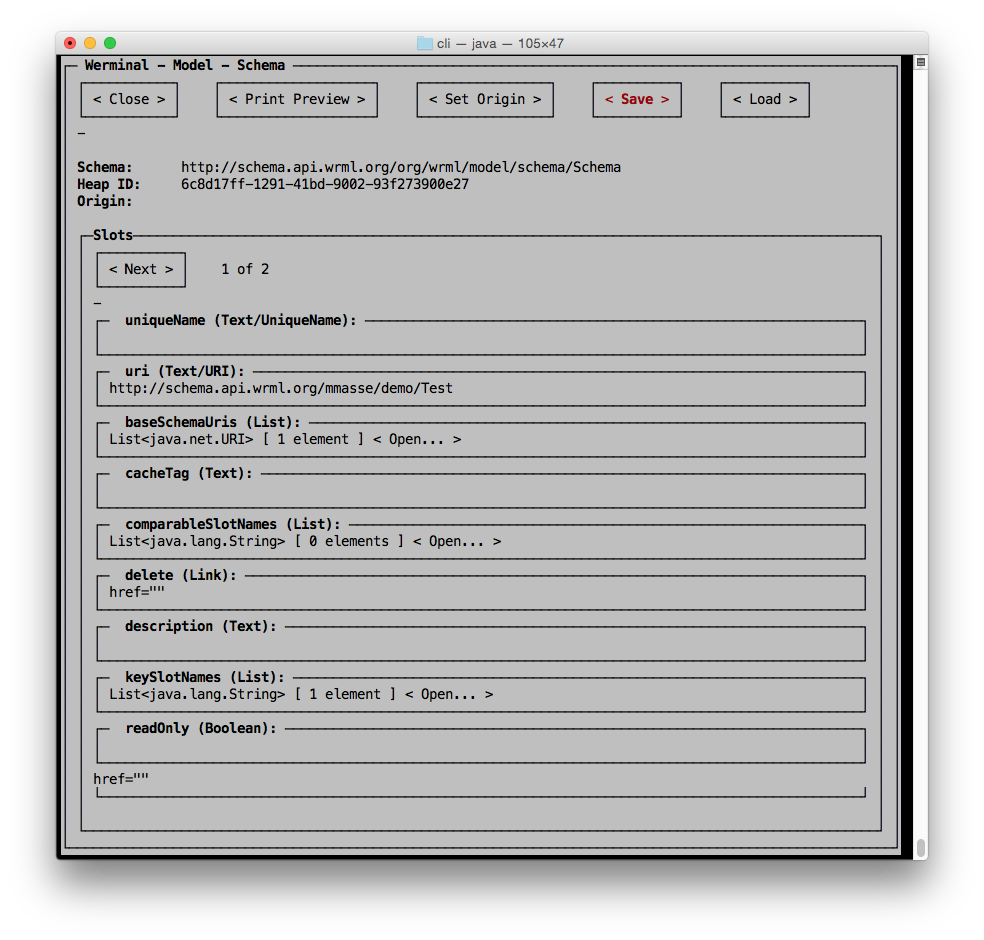 cli — java — 105×47
Werminal - Model - Schema
< Close > < Print Preview > < Set Origin > < Save > < Load >
Schema: http://schema.api.wrml.org/org/wrml/model/schema/Schema
Heap ID: 6c8d17ff-1291-41bd-9002-93f273900e27
Origin:
Slots
< Next > 1 of 2
uniqueName (Text/UniqueName):
uri (Text/URI):
http://schema.api.wrml.org/mmasse/demo/Test
baseSchemaUris (List):
List<java.net.URI> [ 1 element ] < Open... >
cacheTag (Text):
comparableSlotNames (List):
List<java.lang.String> [ 0 elements ] < Open... >
delete (Link):
href=""
description (Text):
keySlotNames (List):
List<java.lang.String> [ 1 element ] < Open... >
readOnly (Boolean):
href=""